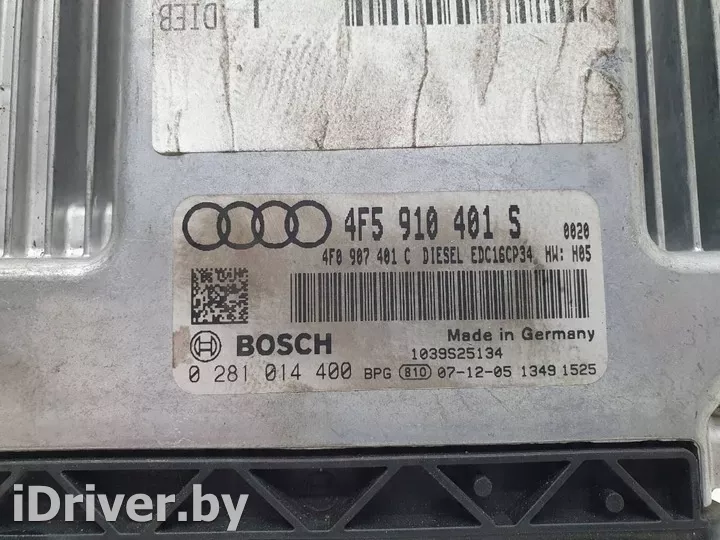 DIEB
4F5 910 401 S 0020
4F0 907 401 C DIESEL EDC16CP34 HW: H05
BOSCH
Made in Germany
1039S25134
0 281 014 400 BPG 810 07-12-05 1349 1525
iDriver.by